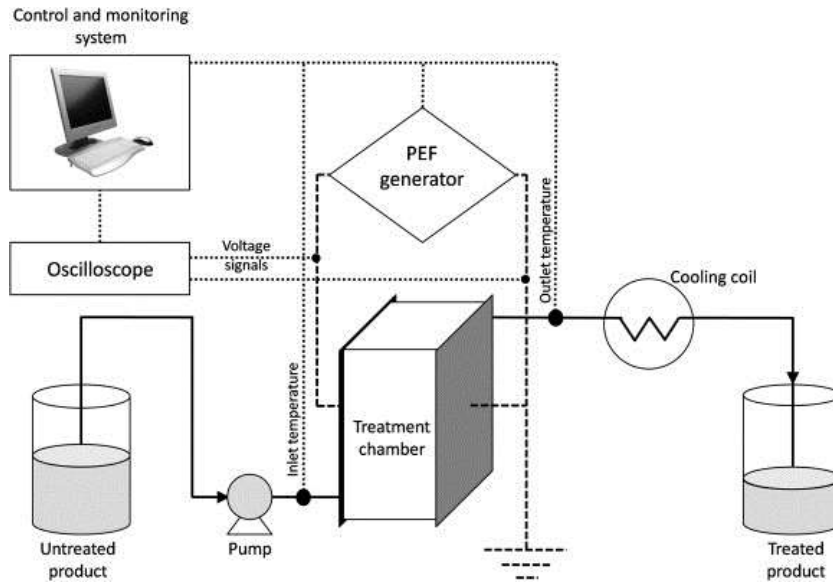 Control and monitoring
system
PEF
generator
Oscilloscope
Voltage
signals
Outlet temperature
Cooling coil
Inlet temperature
Treatment
chamber
Untreated
product
Pump
Treated
product